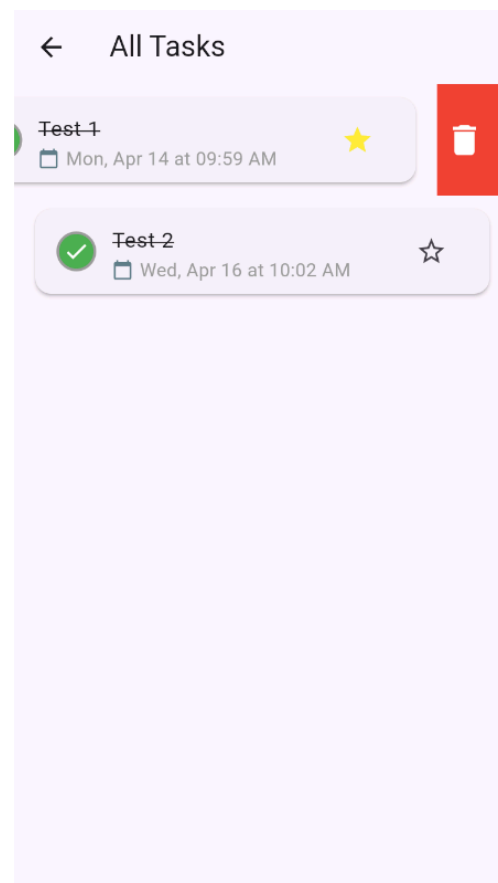 All Tasks
Test 1
Mon, Apr 14 at 09:59 AM
Test 2
Wed, Apr 16 at 10:02 AM